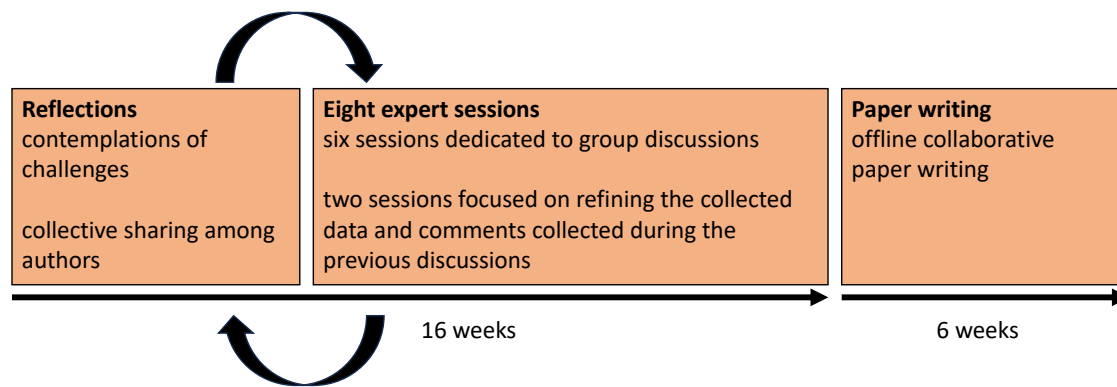 Reflections
contemplations of
challenges
collective sharing among
authors
Eight expert sessions
six sessions dedicated to group discussions
two sessions focused on refining the collected
data and comments collected during the
previous discussions
Paper writing
offline collaborative
paper writing
16 weeks
6 weeks